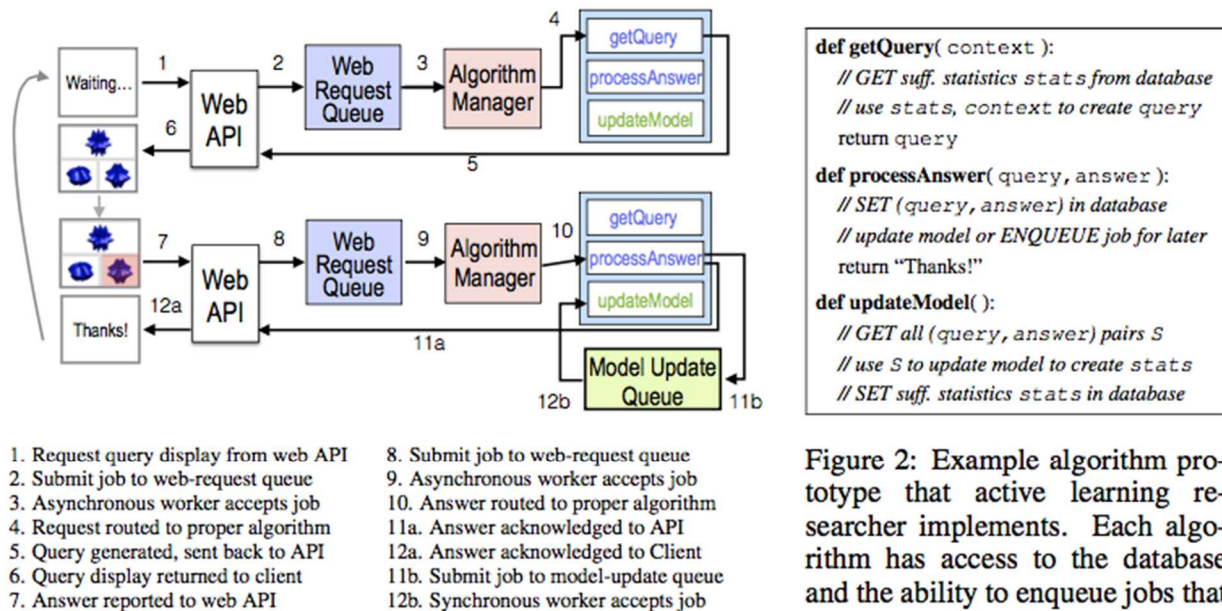 1
2
3
4
Waiting...
Web
API
Web
Request
Queue
Algorithm
Manager
getQuery
processAnswer
updateModel
6
5
7
8
9
10
Web
API
Web
Request
Queue
Algorithm
Manager
getQuery
processAnswer
updateModel
12a
Thanks!
11a
Model Update
Queue
12b
11b
1. Request query display from web API
2. Submit job to web-request queue
3. Asynchronous worker accepts job
4. Request routed to proper algorithm
5. Query generated, sent back to API
6. Query display returned to client
7. Answer reported to web API
8. Submit job to web-request queue
9. Asynchronous worker accepts job
10. Answer routed to proper algorithm
11a. Answer acknowledged to API
12a. Answer acknowledged to Client
11b. Submit job to model-update queue
12b. Synchronous worker accepts job
def getQuery( context ):
// GET suff. statistics stats from database
// use stats, context to create query
return query
def processAnswer( query,answer ):
// SET (query,answer) in database
// update model or ENQUEUE job for later
return “Thanks!”
def updateModel( ):
// GET all (query,answer) pairs S
// use S to update model to create stats
// SET suff. statistics stats in database
Figure 2: Example algorithm pro-
totype that active learning re-
searcher implements. Each algo-
rithm has access to the database
and the ability to enqueue jobs that